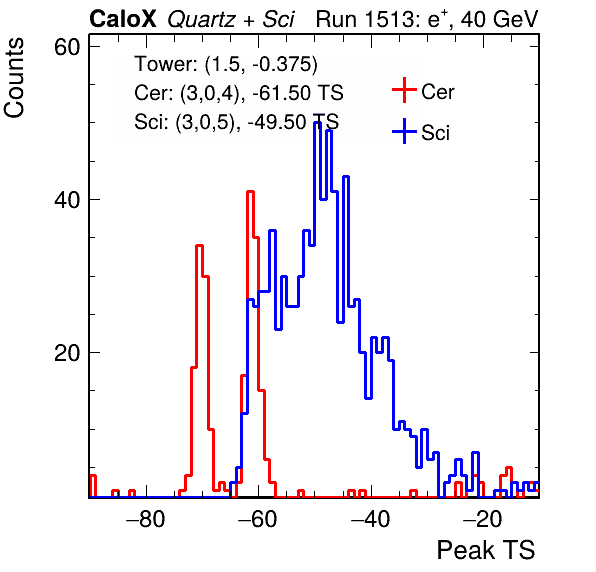 CaloX Quartz + Sci Run 1513: e⁺, 40 GeV
Counts
60
40
20
Tower: (1.5, -0.375)
Cer: (3,0,4), -61.50 TS
Sci: (3,0,5), -49.50 TS
Cer
Sci
−80 −60 −40 −20
Peak TS